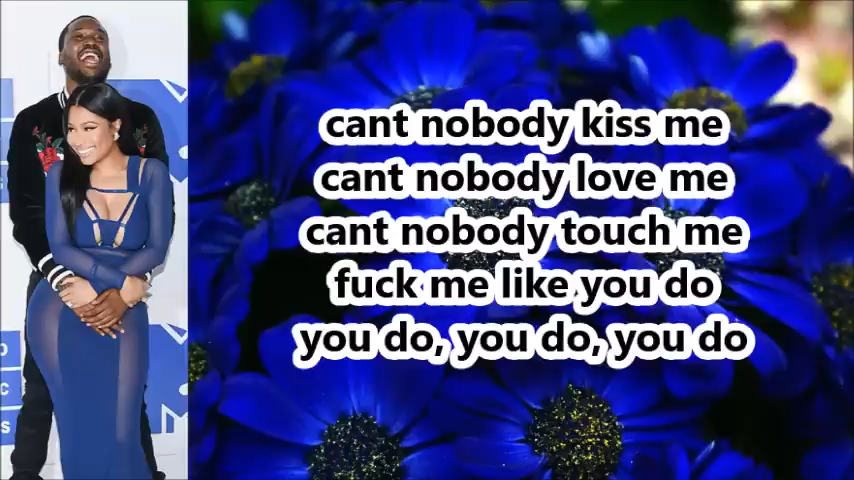 cant nobody kiss me
cant nobody love me
cant nobody touch me
fuck me like you do
you do, you do, you do